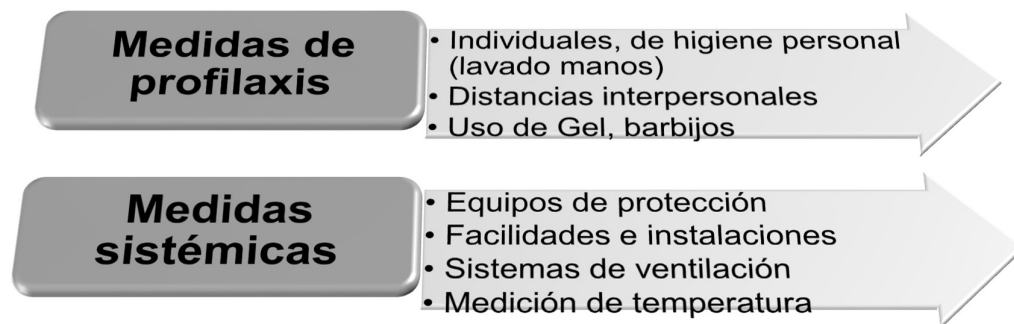 Medidas de
profilaxis
• Individuales, de higiene personal
(lavado manos)
• Distancias interpersonales
• Uso de Gel, barbijos
Medidas
sistémicas
• Equipos de protección
• Facilidades e instalaciones
• Sistemas de ventilación
• Medición de temperatura